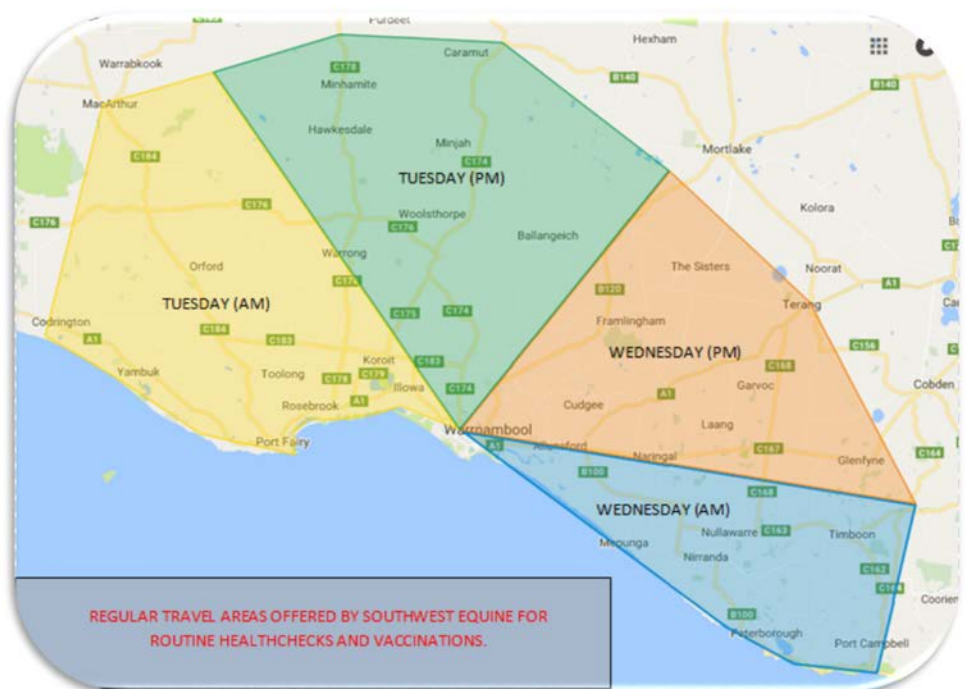 Purdeet
Caramut
Hexham
Warrabkook
C178
Minhamite
B140
B140
MacArthur
Hawkesdale
Minjah
Mortlake
C184
C174
TUESDAY (PM)
C176
C176
Woolsthorpe
C176
Kolora
Ballangeich
Warrong
The Sisters
Noorat
Orford
A1
TUESDAY (AM)
B120
Terang
C175
C174
Codrington
Framlingham
A1
C184
C183
WEDNESDAY (PM)
C156
Yambuk
Koroit
C183
C168
Toolong
C178
C179
Illowa
C174
Garvoc
Cobden
Rosebrook
A1
Cudgee
A1
Laang
Port Fairy
Warrnambool
A1
Allansford
Naringal
C167
Glenfyne
C164
B100
C168
WEDNESDAY (AM)
Nullawarre
C163
Timboon
Mepunga
Nirranda
C163
C164
Coorien
B100
Peterborough
Port Campbell
REGULAR TRAVEL AREAS OFFERED BY SOUTHWEST EQUINE FOR
ROUTINE HEALTHCHECKS AND VACCINATIONS.